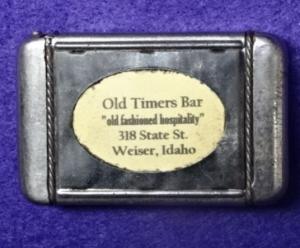 Old Timers Bar
"old fashioned hospitality"
318 State St.
Weiser, Idaho